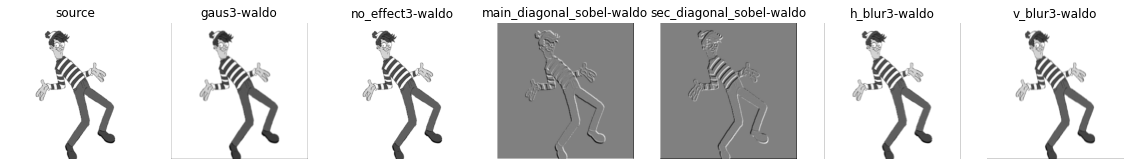 source
gaus3-waldo
no_effect3-waldo
main_diagonal_sobel-waldo
sec_diagonal_sobel-waldo
h_blur3-waldo
v_blur3-waldo